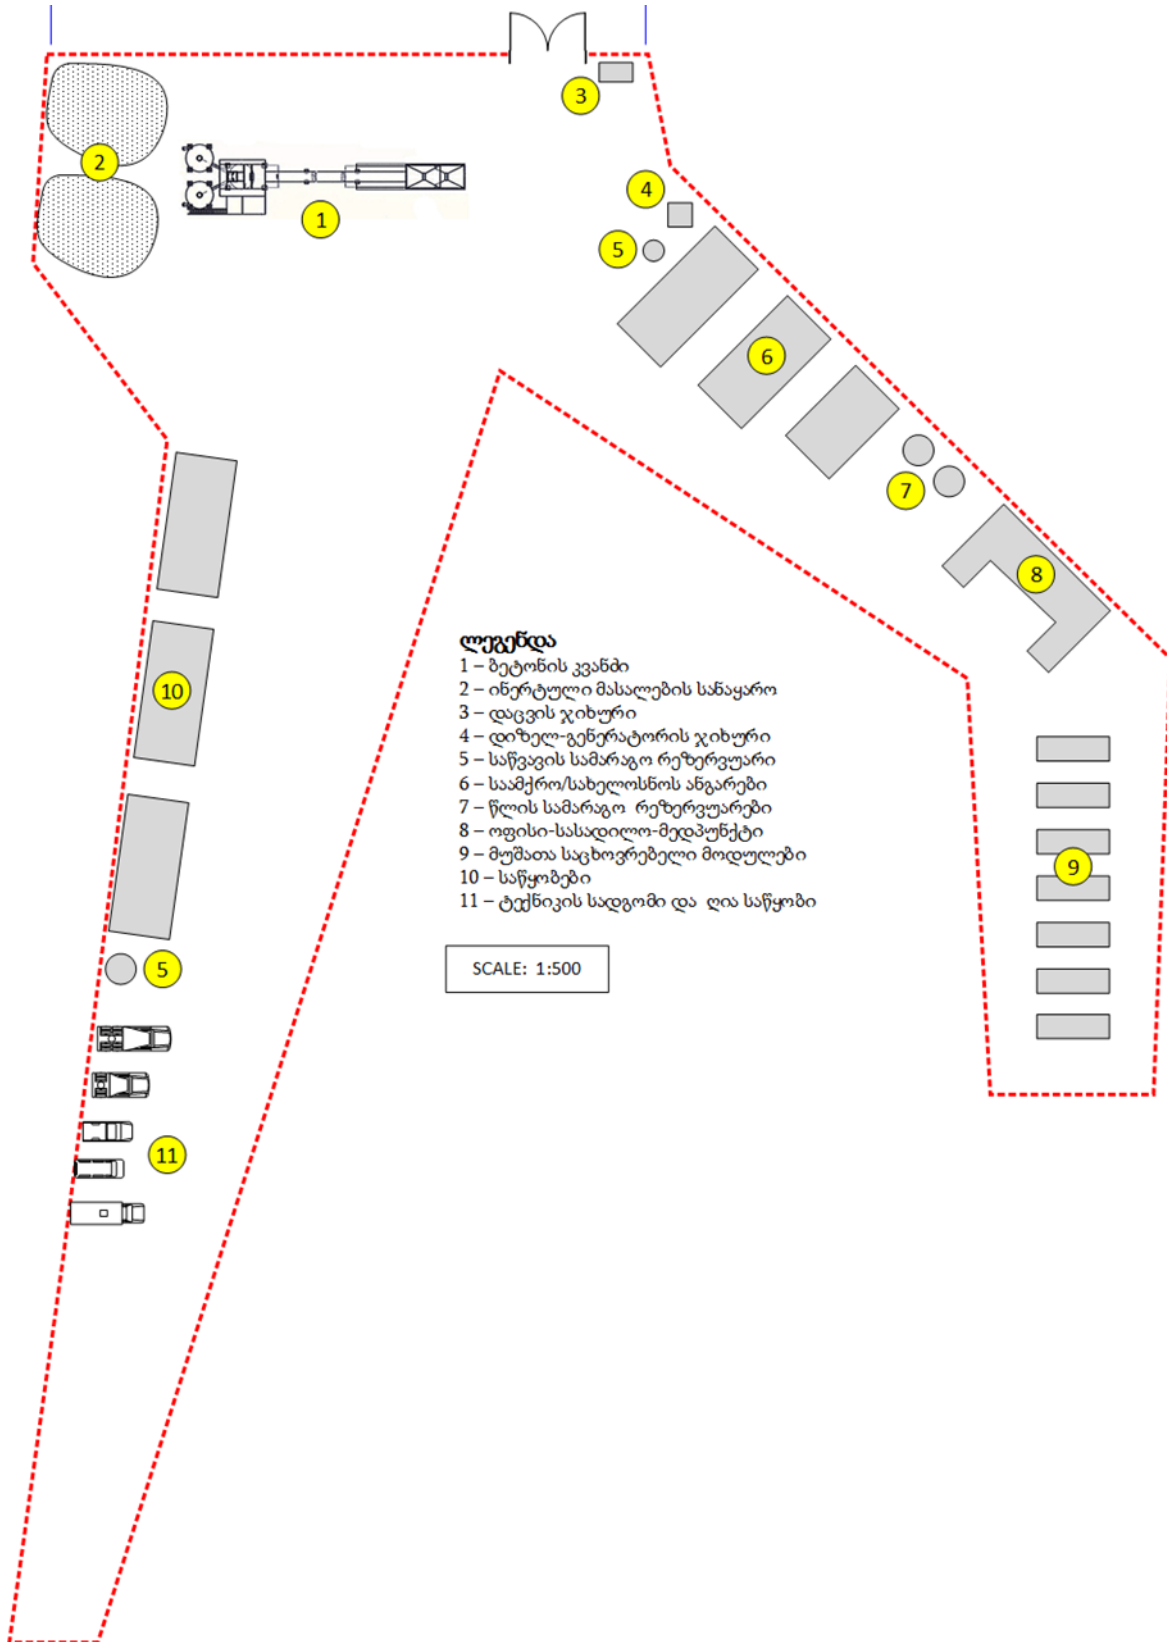 3
2
4
1
5
6
7
8
ლეგენდა
1 – ბეტონის კვანძი
2 – ინერტული მასალების სანაყარო
3 – დაცვის ჯიხური
4 – დიზელ-გენერატორის ჯიხური
5 – საწვავის სამარაგო რეზერვუარი
6 – საამქრო/სახელოსნოს ანგარები
7 – წლის სამარაგო რეზერვუარები
8 – ოფისი-სასადილო-მედპუნქტი
9 – მუშათა საცხოვრებელი მოდულები
10 – საწყობები
11 – ტექნიკის სადგომი და ღია საწყობი
10
9
5
SCALE: 1:500
11